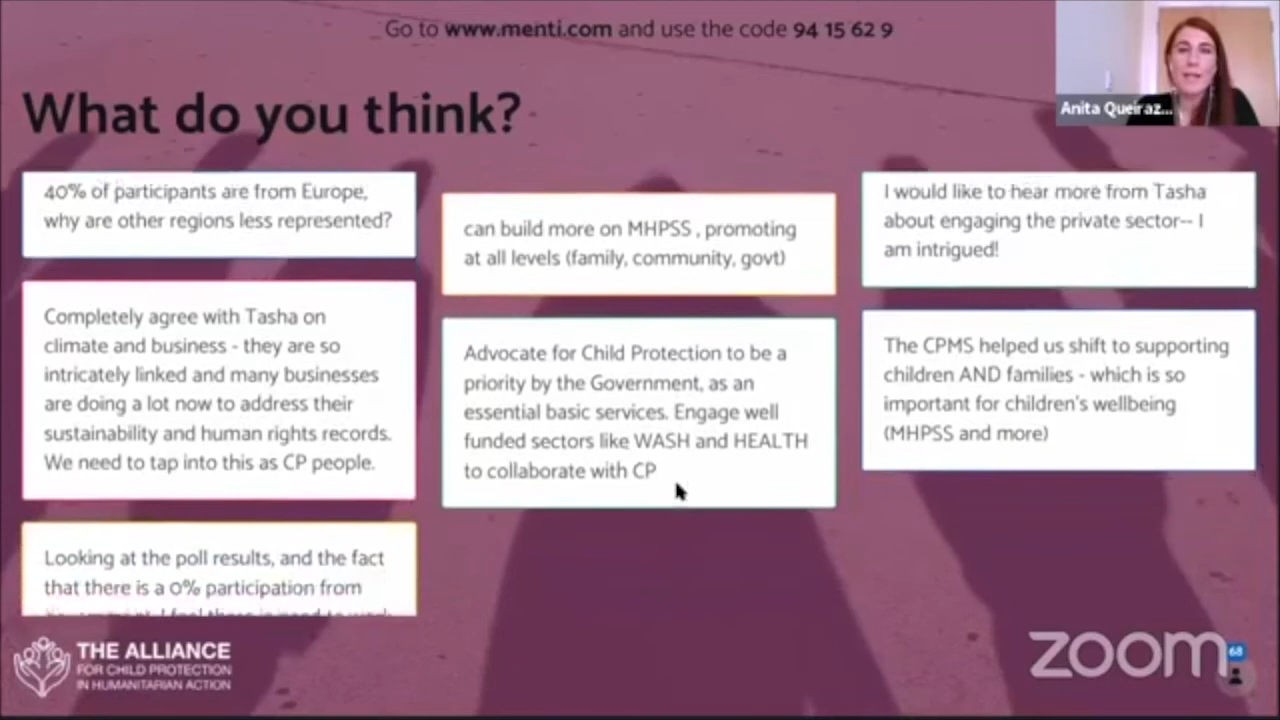 Go to www.menti.com and use the code 94 15 62 9
Anita Queiraz...
What do you think?
40% of participants are from Europe,
why are other regions less represented?
Completely agree with Tasha on
climate and business - they are so
intricately linked and many businesses
are doing a lot now to address their
sustainability and human rights records.
We need to tap into this as CP people.
Looking at the poll results, and the fact
that there is a 0% participation from
can build more on MHPSS , promoting
at all levels (family, community, govt)
Advocate for Child Protection to be a
priority by the Government, as an
essential basic services. Engage well
funded sectors like WASH and HEALTH
to collaborate with CP
I would like to hear more from Tasha
about engaging the private sector-- I
am intrigued!
The CPMS helped us shift to supporting
children AND families - which is so
important for children's wellbeing
(MHPSS and more)
THE ALLIANCE
FOR CHILD PROTECTION
IN HUMANITARIAN ACTION
zoom
68